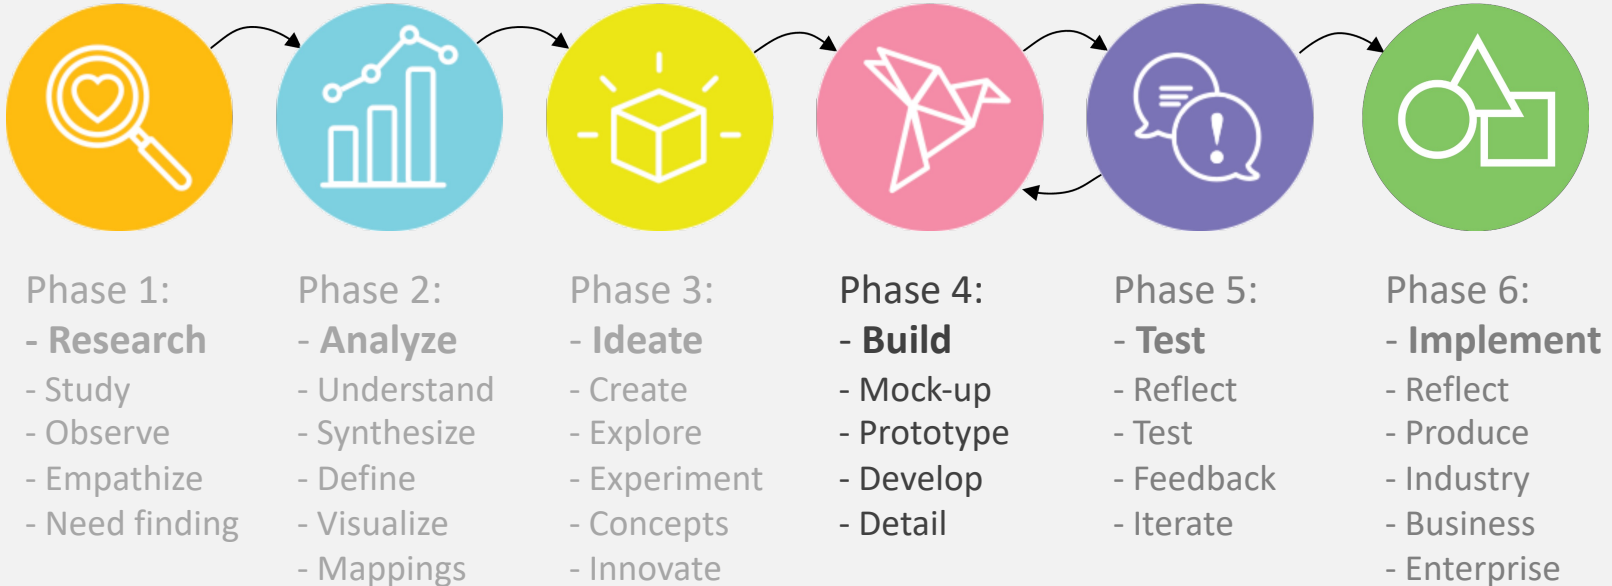 Phase 1:
- Research
- Study
- Observe
- Empathize
- Need finding
Phase 2:
- Analyze
- Understand
- Synthesize
- Define
- Visualize
- Mappings
Phase 3:
- Ideate
- Create
- Explore
- Experiment
- Concepts
- Innovate
Phase 4:
- Build
- Mock-up
- Prototype
- Develop
- Detail
Phase 5:
- Test
- Reflect
- Test
- Feedback
- Iterate
Phase 6:
- Implement
- Reflect
- Produce
- Industry
- Business
- Enterprise